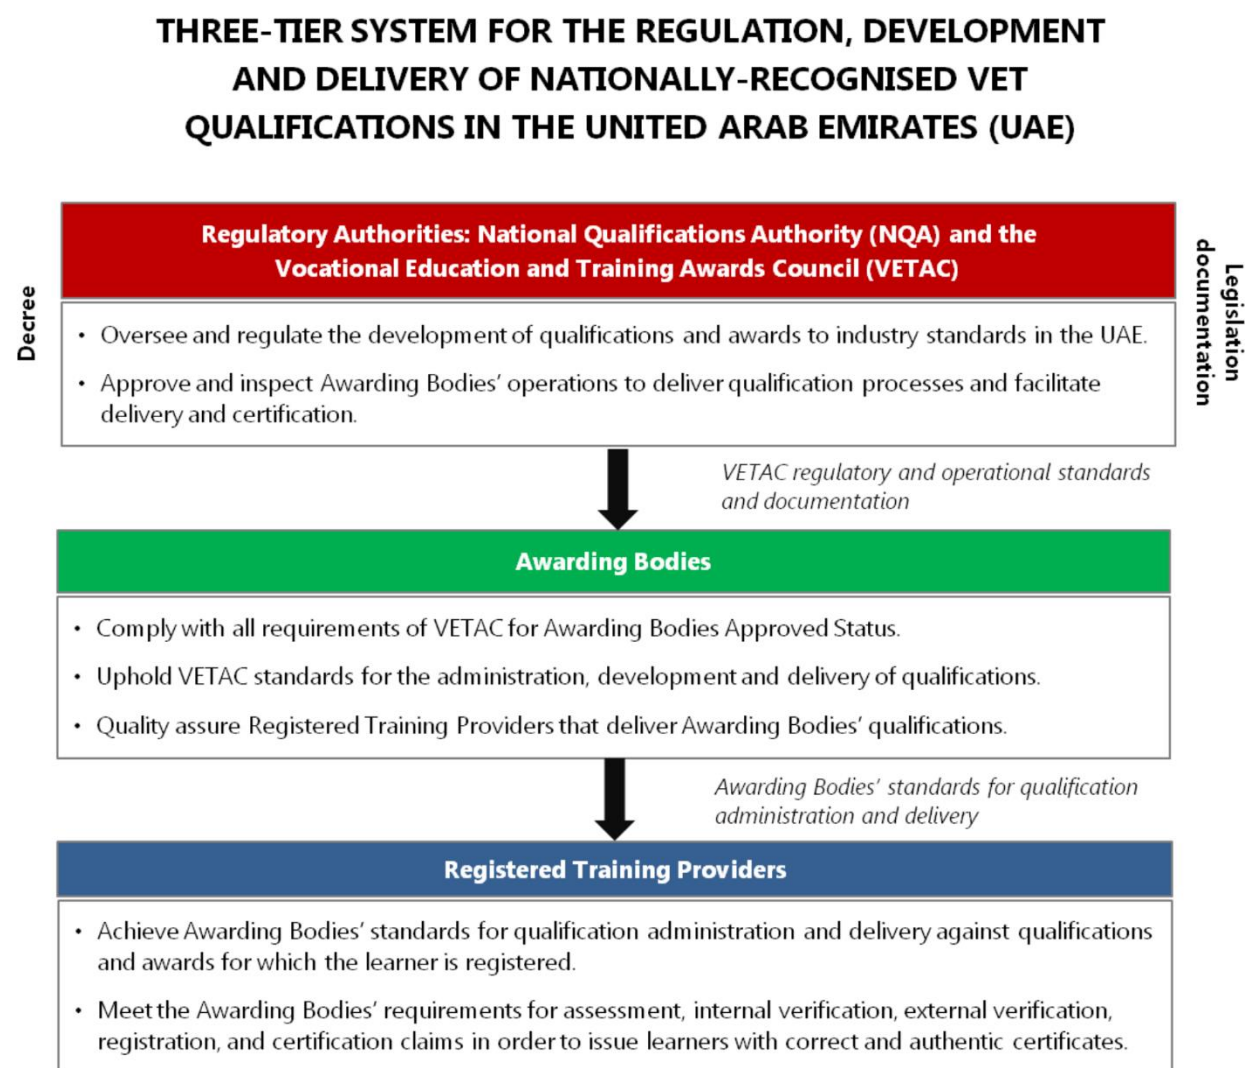 THREE-TIER SYSTEM FOR THE REGULATION, DEVELOPMENT
AND DELIVERY OF NATIONALLY-RECOGNISED VET
QUALIFICATIONS IN THE UNITED ARAB EMIRATES (UAE)
Decree
Regulatory Authorities: National Qualifications Authority (NQA) and the
Vocational Education and Training Awards Council (VETAC)
Legislation
documentation
• Oversee and regulate the development of qualifications and awards to industry standards in the UAE.
• Approve and inspect Awarding Bodies' operations to deliver qualification processes and facilitate
delivery and certification.
VETAC regulatory and operational standards
and documentation
Awarding Bodies
• Comply with all requirements of VETAC for Awarding Bodies Approved Status.
• Uphold VETAC standards for the administration, development and delivery of qualifications.
• Quality assure Registered Training Providers that deliver Awarding Bodies' qualifications.
Awarding Bodies' standards for qualification
administration and delivery
Registered Training Providers
• Achieve Awarding Bodies' standards for qualification administration and delivery against qualifications
and awards for which the learner is registered.
• Meet the Awarding Bodies' requirements for assessment, internal verification, external verification,
registration, and certification claims in order to issue learners with correct and authentic certificates.